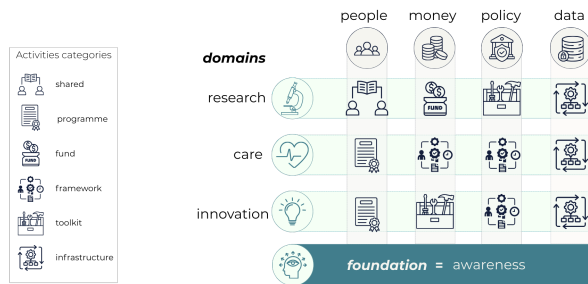 people money policy data
domains
Activities categories
shared
programme
fund
FUND
framework
toolkit
infrastructure
research
FUND
care
innovation
foundation = awareness